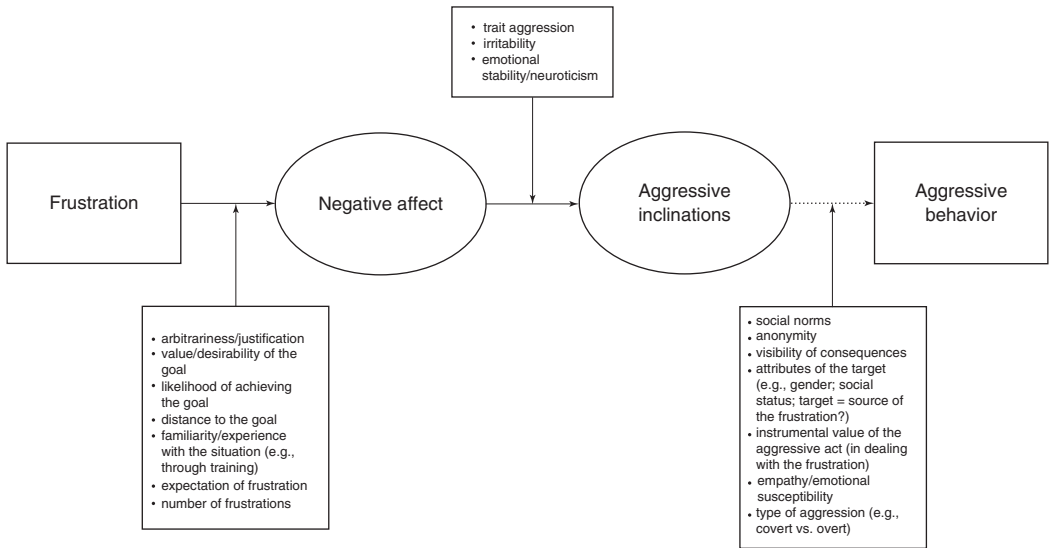 • trait aggression
• irritability
• emotional
stability/neuroticism
Frustration
Negative affect
Aggressive
inclinations
Aggressive
behavior
• arbitrariness/justification
• value/desirability of the
goal
• likelihood of achieving
the goal
• distance to the goal
• familiarity/experience
with the situation (e.g.,
through training)
• expectation of frustration
• number of frustrations
• social norms
• anonymity
• visibility of consequences
• attributes of the target
(e.g., gender; social
status; target = source of
the frustration?)
• instrumental value of the
aggressive act (in dealing
with the frustration)
• empathy/emotional
susceptibility
• type of aggression (e.g.,
covert vs. overt)